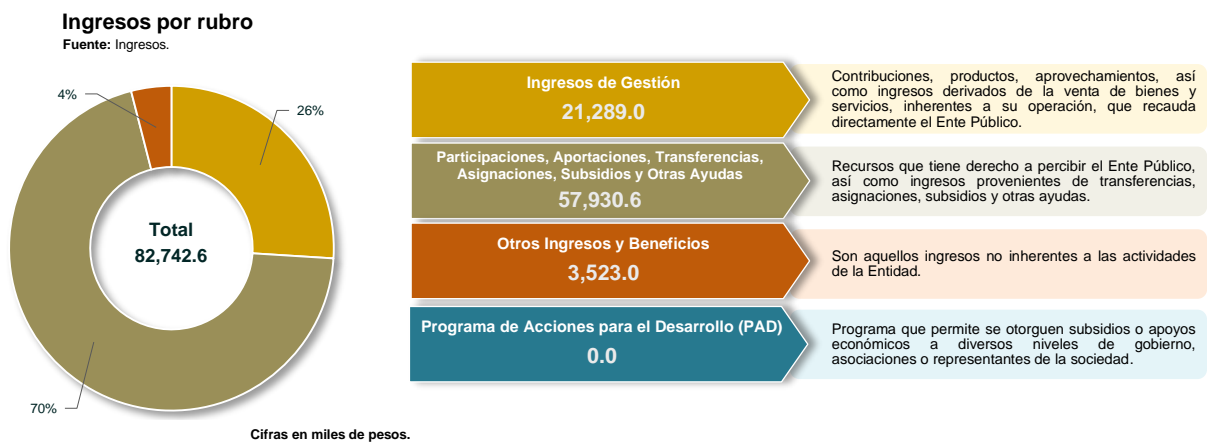 Ingresos por rubro
Fuente: Ingresos.
4%
26%
Total
82,742.6
70%
Ingresos de Gestión
21,289.0
Contribuciones, productos, aprovechamientos, así
como ingresos derivados de la venta de bienes y
servicios, inherentes a su operación, que recauda
directamente el Ente Público.
Participaciones, Aportaciones, Transferencias,
Asignaciones, Subsidios y Otras Ayudas
57,930.6
Recursos que tiene derecho a percibir el Ente Público,
así como ingresos provenientes de transferencias,
asignaciones, subsidios y otras ayudas.
Otros Ingresos y Beneficios
3,523.0
Son aquellos ingresos no inherentes a las actividades
de la Entidad.
Programa de Acciones para el Desarrollo (PAD)
0.0
Programa que permite se otorguen subsidios o apoyos
económicos a diversos niveles de gobierno,
asociaciones o representantes de la sociedad.
Cifras en miles de pesos.